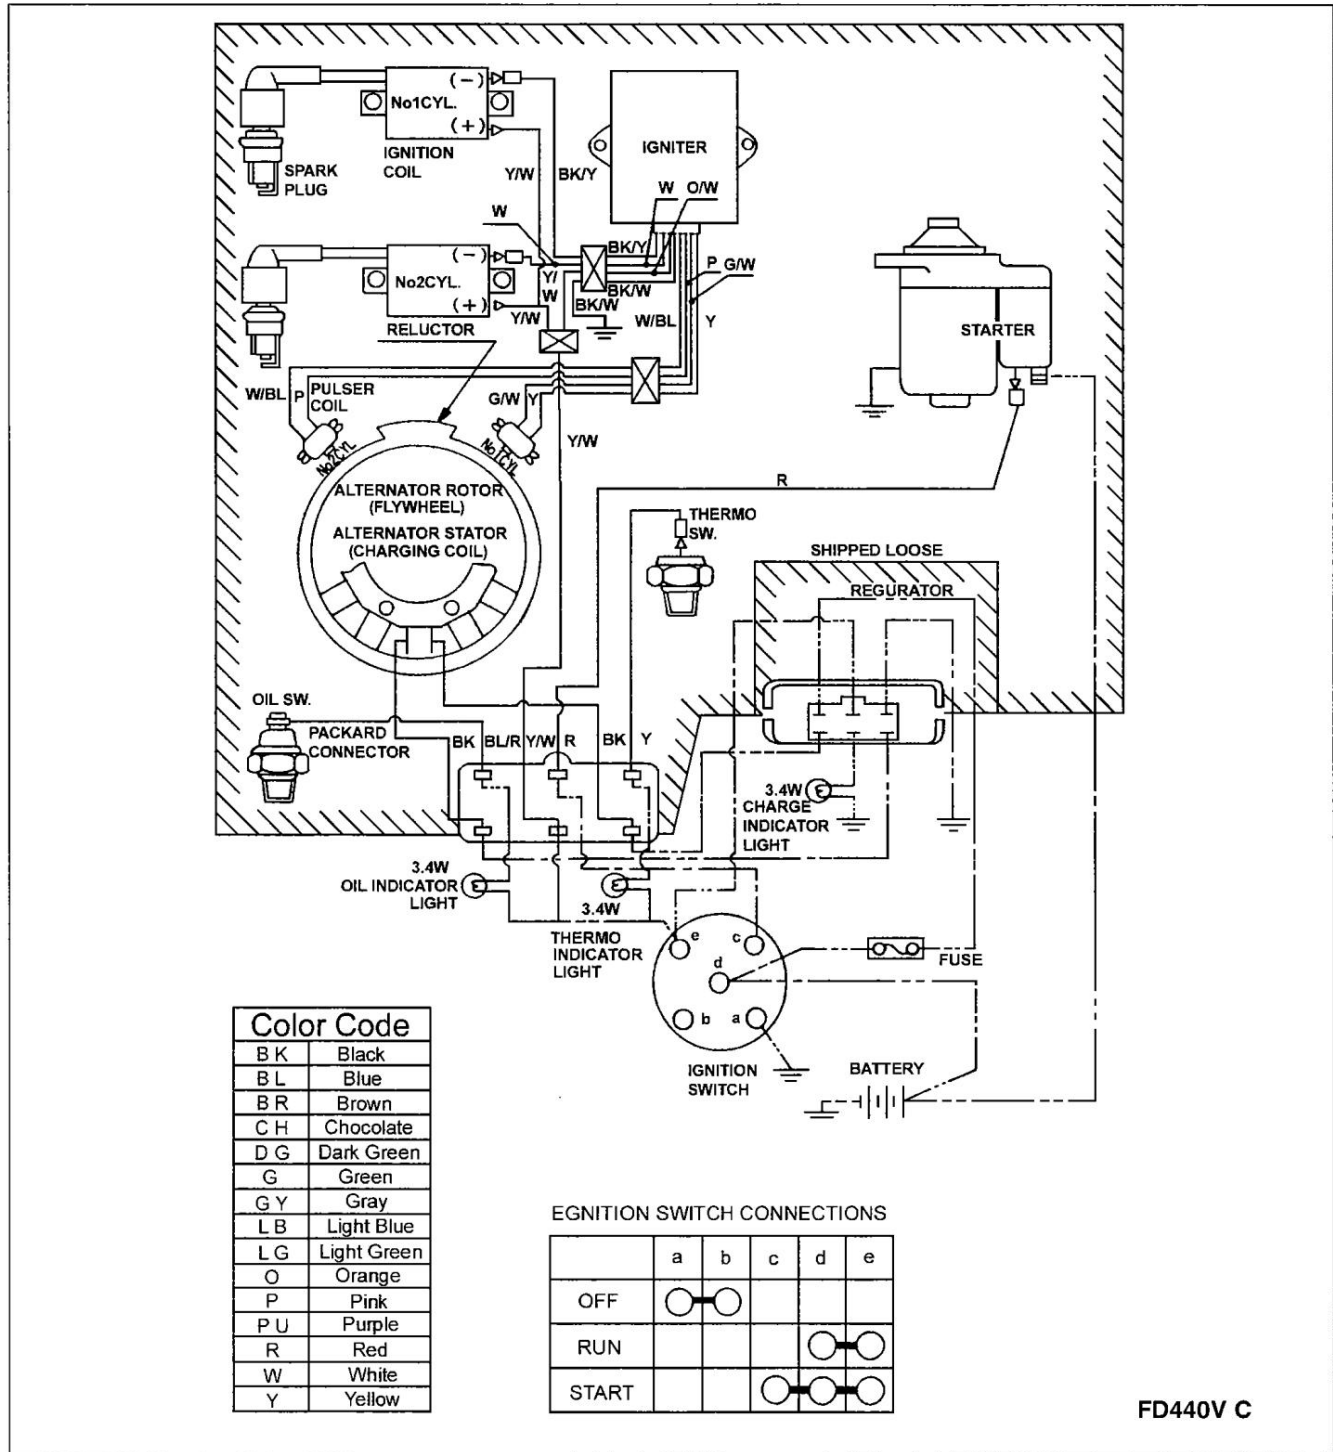 (-)
No1CYL.
(+)
IGNITION
COIL
SPARK
PLUG
IGNITER
Y/W
BK/Y
W
O/W
W
BK/Y
P
G/W
(-)
No2CYL.
(+)
Y/
W
BK/W
BK/W
Y/W
W/BL
Y
RELUCTOR
STARTER
W/BL
P
PULSER
COIL
G/W
Y
Y/W
No2CYL
No1CYL
R
ALTERNATOR ROTOR
(FLYWHEEL)
ALTERNATOR STATOR
(CHARGING COIL)
THERMO
SW.
SHIPPED LOOSE
REGURATOR
OIL SW.
PACKARD
CONNECTOR
BK
BL/R
Y/W
R
BK
Y
3.4W
CHARGE
INDICATOR
LIGHT
3.4W
OIL INDICATOR
LIGHT
3.4W
THERMO
INDICATOR
LIGHT
e
c
d
b
a
FUSE
IGNITION
SWITCH
BATTERY
Color Code
BK Black
BL Blue
BR Brown
CH Chocolate
DG Dark Green
G Green
GY Gray
LB Light Blue
LG Light Green
O Orange
P Pink
PU Purple
R Red
W White
Y Yellow
EGNITION SWITCH CONNECTIONS
a b c d e
OFF
RUN
START
FD440V C